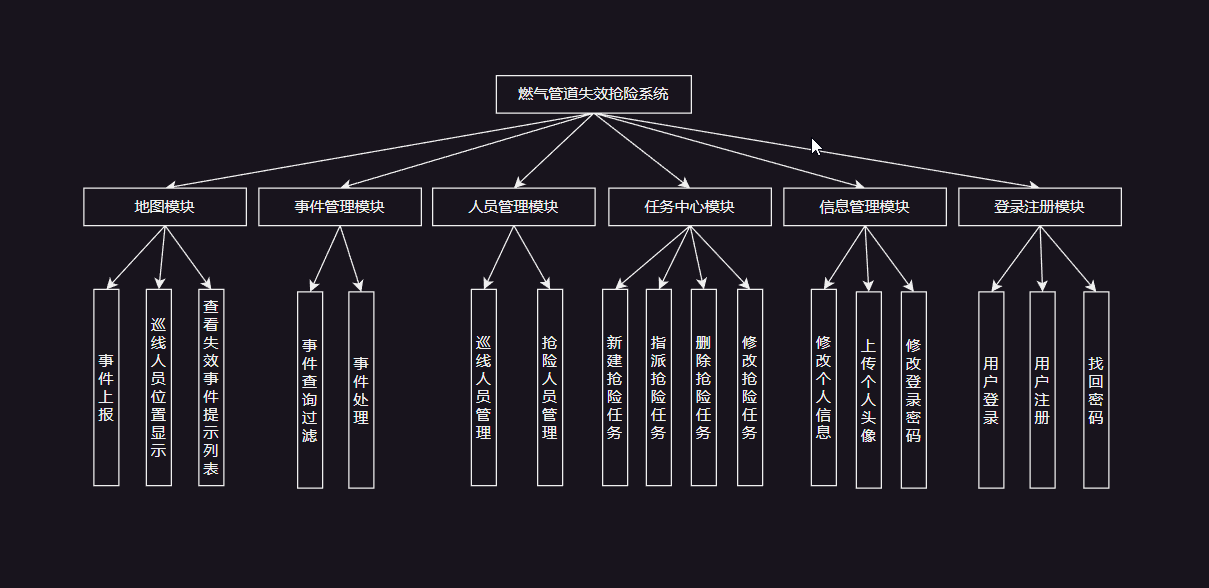 燃气管道失效抢险系统
地图模块
事件管理模块
人员管理模块
任务中心模块
信息管理模块
登录注册模块
事件上报
巡线人员位置显示
查看失效事件提示列表
事件查询过滤
事件处理
巡线人员管理
抢险人员管理
新建抢险任务
指派抢险任务
删除抢险任务
修改抢险任务
修改个人信息
上传个人头像
修改登录密码
用户登录
用户注册
找回密码